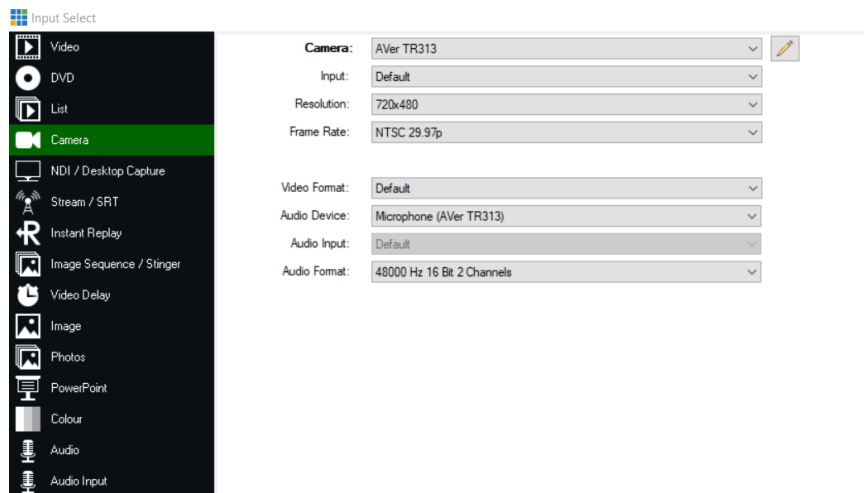 Input Select
Video
DVD
List
Camera
NDI / Desktop Capture
Stream / SRT
Instant Replay
Image Sequence / Stinger
Video Delay
Image
Photos
PowerPoint
Colour
Audio
Audio Input
Camera: AVer TR313
Input: Default
Resolution: 720x480
Frame Rate: NTSC 29.97p
Video Format: Default
Audio Device: Microphone (AVer TR313)
Audio Input: Default
Audio Format: 48000 Hz 16 Bit 2 Channels